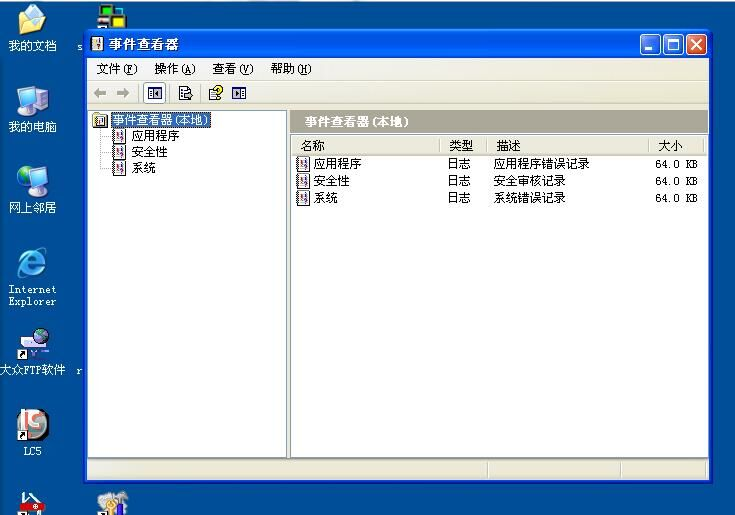 我的文档
s
我的电脑
网上邻居
Internet
Explorer
大众FTP软件
r
LC5
事件查看器
文件(F) 操作(A) 查看(V) 帮助(H)
事件查看器(本地)
应用程序
安全性
系统
事件查看器(本地)
名称 类型 描述 大小
应用程序 日志 应用程序错误记录 64.0 KB
安全性 日志 安全审核记录 64.0 KB
系统 日志 系统错误记录 64.0 KB